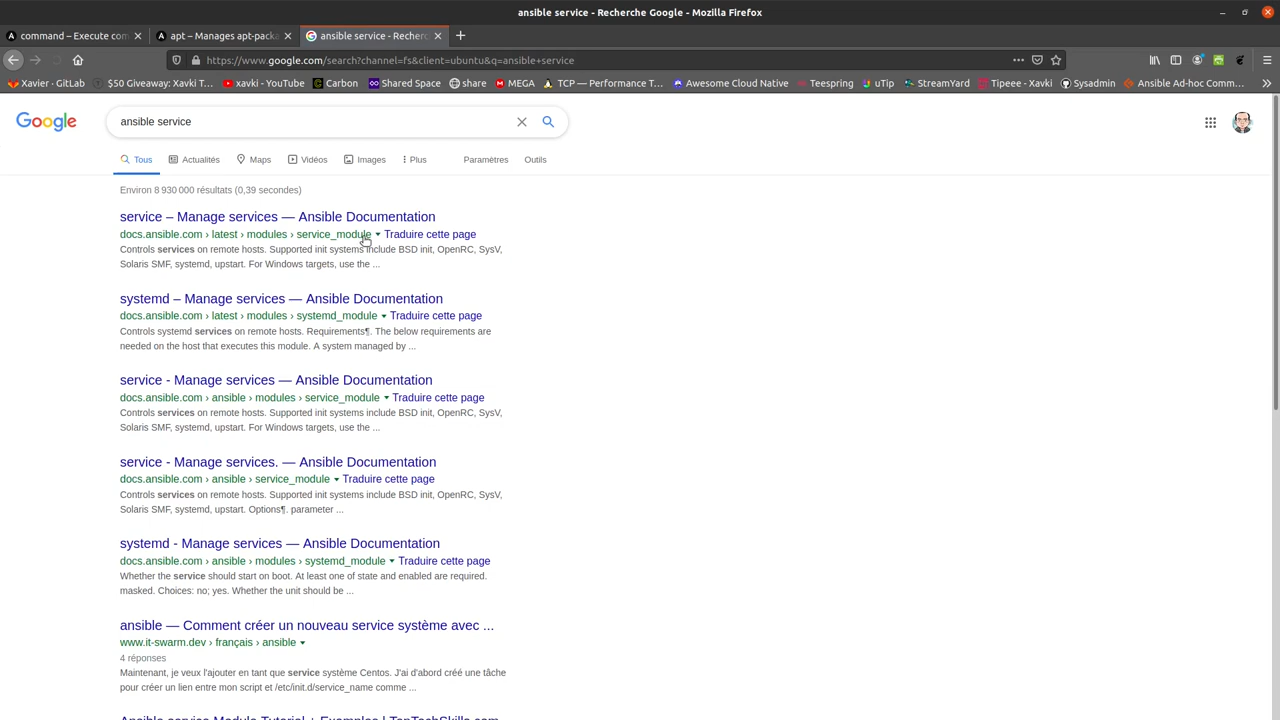 ansible service - Recherche Google - Mozilla Firefox
command – Execute com
apt – Manages apt-packa
ansible service - Recherc
https://www.google.com/search?channel=fs&client=ubuntu&q=ansible+service
Xavier · GitLab
$50 Giveaway: Xavki T…
xavki - YouTube
Carbon
Shared Space
share
MEGA
TCP — Performance T…
Awesome Cloud Native
Teespring
uTip
StreamYard
Tipeee - Xavki
Sysadmin
Ansible Ad-hoc Comm…
Google
ansible service
Tous
Actualités
Maps
Vidéos
Images
Plus
Paramètres
Outils
Environ 8 930 000 résultats (0,39 secondes)
service – Manage services — Ansible Documentation
docs.ansible.com › latest › modules › service_module Traduire cette page
Controls services on remote hosts. Supported init systems include BSD init, OpenRC, SysV,
Solaris SMF, systemd, upstart. For Windows targets, use the ...
systemd – Manage services — Ansible Documentation
docs.ansible.com › latest › modules › systemd_module Traduire cette page
Controls systemd services on remote hosts. Requirements¶. The below requirements are
needed on the host that executes this module. A system managed by ...
service - Manage services — Ansible Documentation
docs.ansible.com › ansible › modules › service_module Traduire cette page
Controls services on remote hosts. Supported init systems include BSD init, OpenRC, SysV,
Solaris SMF, systemd, upstart. For Windows targets, use the ...
service - Manage services. — Ansible Documentation
docs.ansible.com › ansible › service_module Traduire cette page
Controls services on remote hosts. Supported init systems include BSD init, OpenRC, SysV,
Solaris SMF, systemd, upstart. Options¶. parameter ...
systemd - Manage services — Ansible Documentation
docs.ansible.com › ansible › modules › systemd_module Traduire cette page
Whether the service should start on boot. At least one of state and enabled are required.
masked. Choices: no; yes. Whether the unit should be ...
ansible — Comment créer un nouveau service système avec ...
www.it-swarm.dev › français › ansible
4 réponses
Maintenant, je veux l'ajouter en tant que service système Centos. J'ai d'abord créé une tâche
pour créer un lien entre mon script et /etc/init.d/service_name comme ...
Ansible service Module Tutorial + Examples | TopTechSkills.com